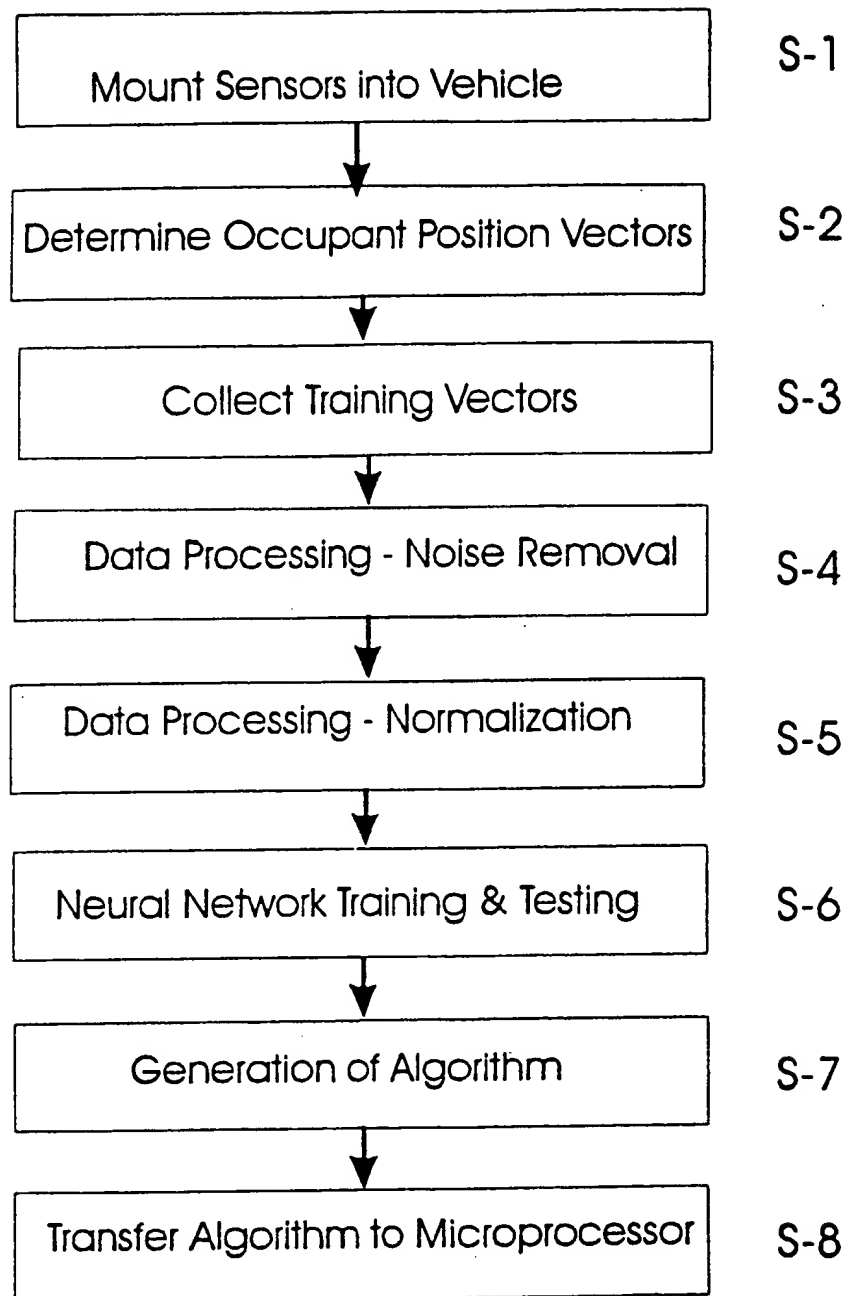 Mount Sensors into Vehicle S-1
Determine Occupant Position Vectors S-2
Collect Training Vectors S-3
Data Processing - Noise Removal S-4
Data Processing - Normalization S-5
Neural Network Training & Testing S-6
Generation of Algorithm S-7
Transfer Algorithm to Microprocessor S-8